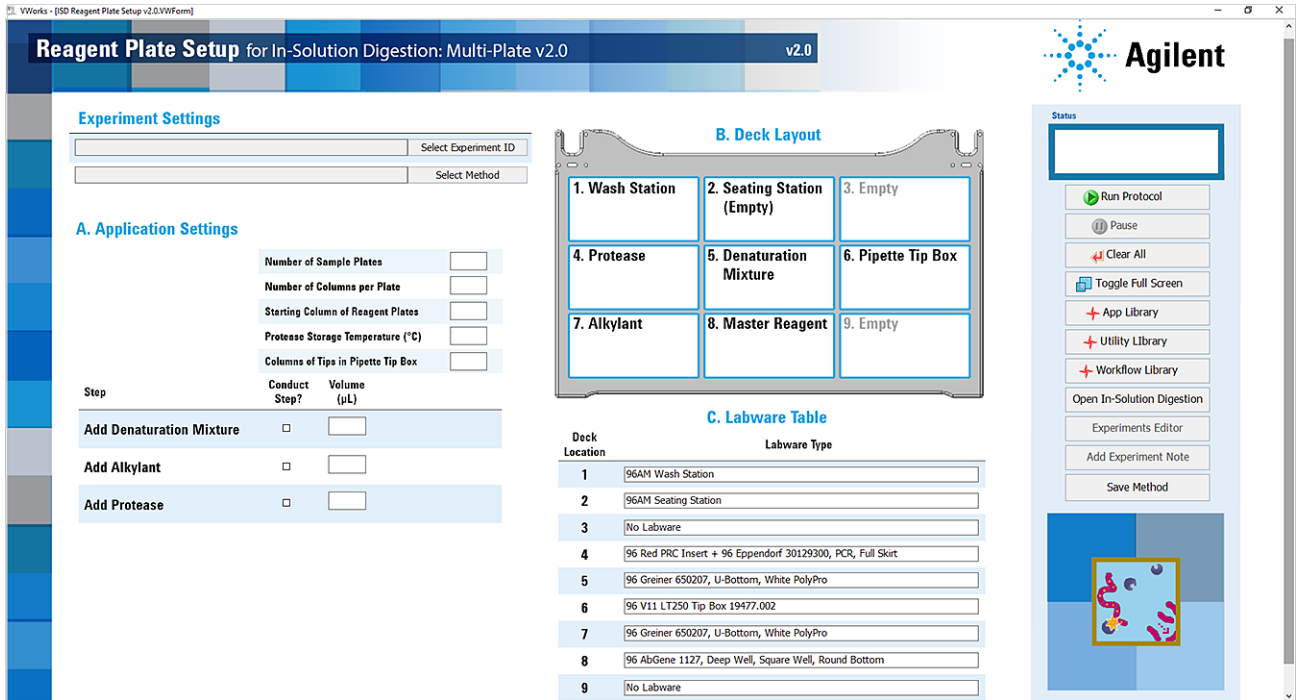 VWorks - [ISD Reagent Plate Setup v2.0.VWForm]
Reagent Plate Setup for In-Solution Digestion: Multi-Plate v2.0
v2.0
Agilent
Experiment Settings
Select Experiment ID
Select Method
A. Application Settings
Number of Sample Plates
Number of Columns per Plate
Starting Column of Reagent Plates
Protease Storage Temperature (°C)
Columns of Tips in Pipette Tip Box
Step
Conduct
Step?
Volume
(µL)
Add Denaturation Mixture
Add Alkylant
Add Protease
B. Deck Layout
1. Wash Station
2. Seating Station
(Empty)
3. Empty
4. Protease
5. Denaturation
Mixture
6. Pipette Tip Box
7. Alkylant
8. Master Reagent
9. Empty
C. Labware Table
Deck
Location
Labware Type
1 96AM Wash Station
2 96AM Seating Station
3 No Labware
4 96 Red PRC Insert + 96 Eppendorf 30129300, PCR, Full Skirt
5 96 Greiner 650207, U-Bottom, White PolyPro
6 96 V11 LT250 Tip Box 19477.002
7 96 Greiner 650207, U-Bottom, White PolyPro
8 96 AbGene 1127, Deep Well, Square Well, Round Bottom
9 No Labware
Status
Run Protocol
Pause
Clear All
Toggle Full Screen
App Library
Utility LIbrary
Workflow Library
Open In-Solution Digestion
Experiments Editor
Add Experiment Note
Save Method